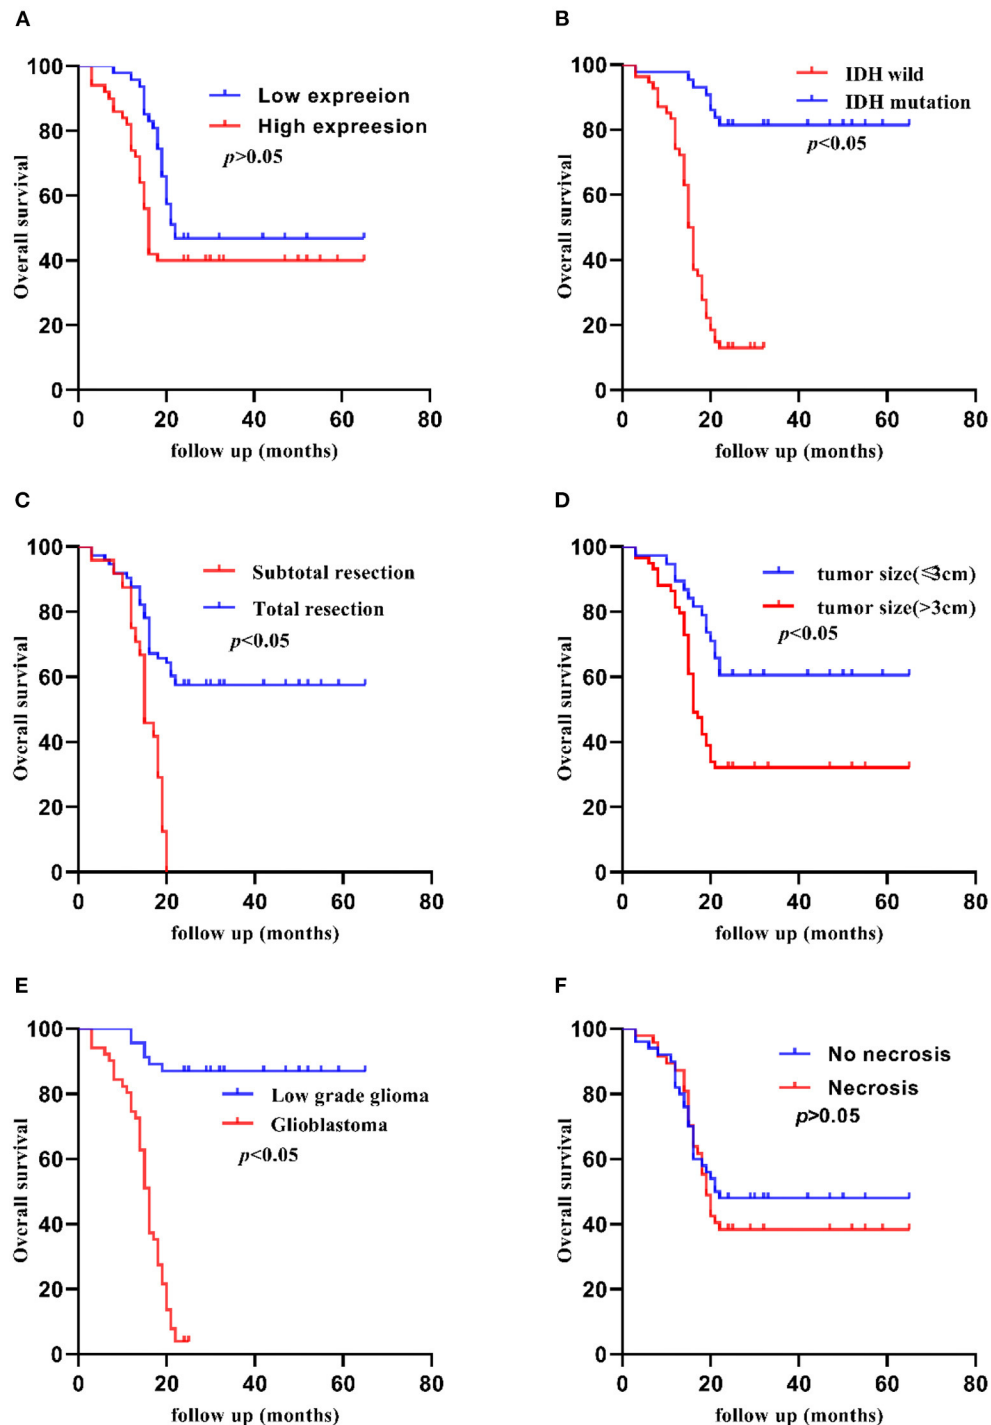 A
100
80
60
40
20
0
Overall survival
Low expreeion
High expreesion
p>0.05
0 20 40 60 80
follow up (months)
B
100
80
60
40
20
0
Overall survival
IDH wild
IDH mutation
p<0.05
0 20 40 60 80
follow up (months)
C
100
80
60
40
20
0
Overall survival
Subtotal resection
Total resection
p<0.05
0 20 40 60 80
follow up (months)
D
100
80
60
40
20
0
Overall survival
tumor size(≤3cm)
tumor size(>3cm)
p<0.05
0 20 40 60 80
follow up (months)
E
100
80
60
40
20
0
Overall survival
Low grade glioma
Glioblastoma
p<0.05
0 20 40 60 80
follow up (months)
F
100
80
60
40
20
0
Overall survival
No necrosis
Necrosis
p>0.05
0 20 40 60 80
follow up (months)